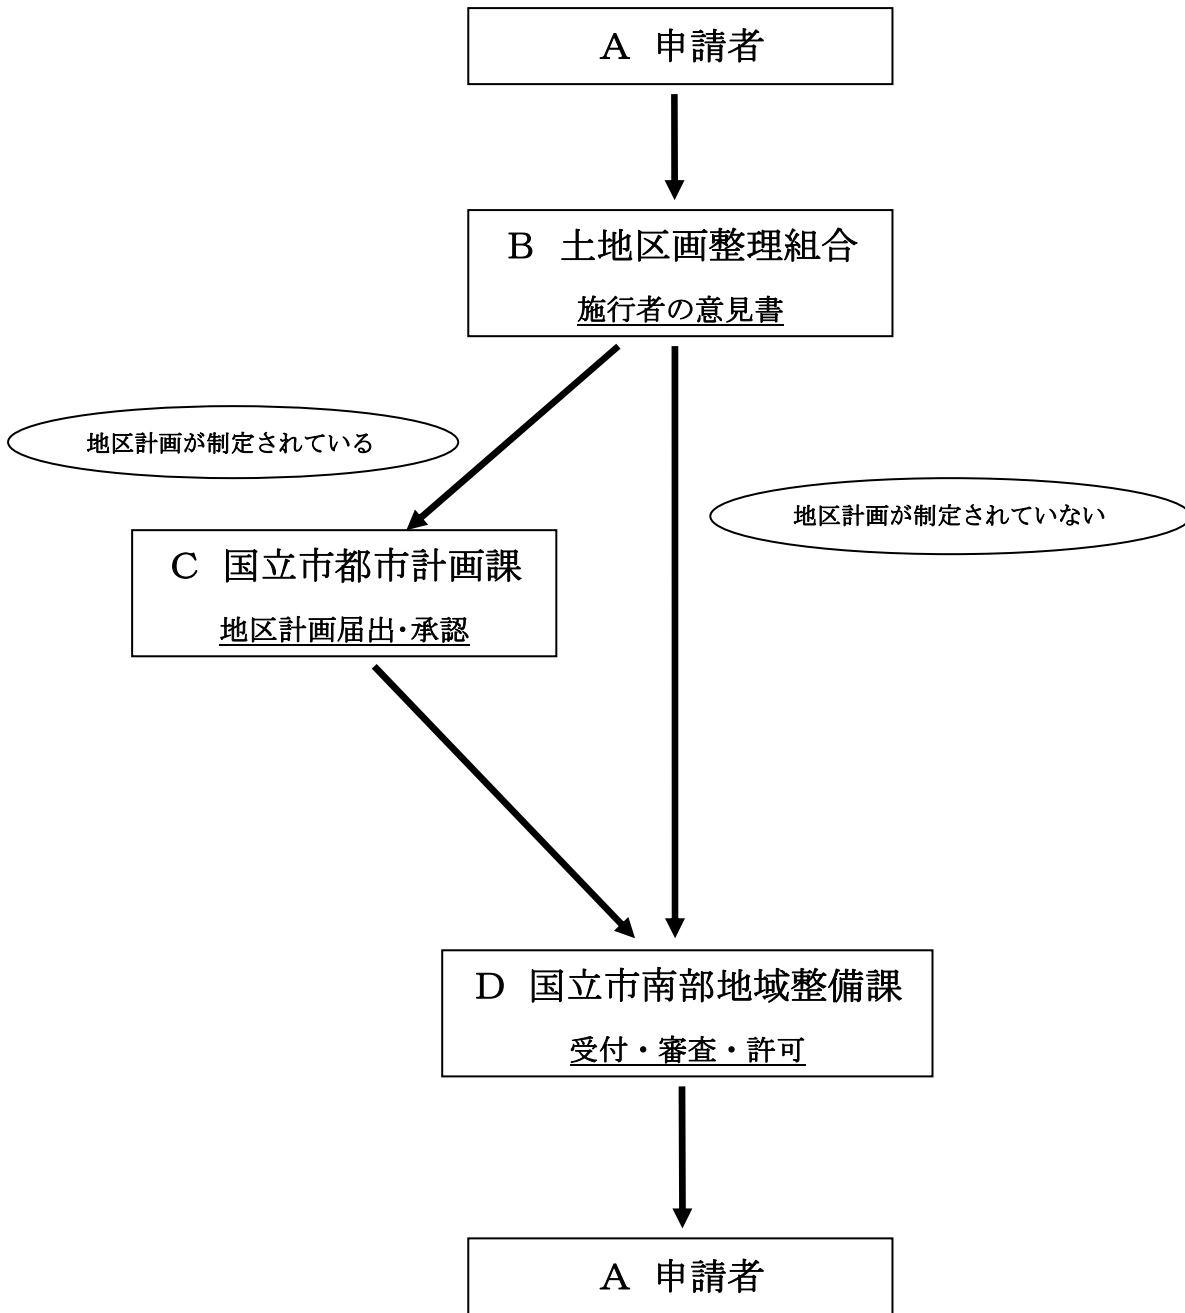 A 申請者
B 土地区画整理組合
施行者の意見書
地区計画が制定されている
地区計画が制定されていない
C 国立市都市計画課
地区計画届出・承認
D 国立市南部地域整備課
受付・審査・許可
A 申請者